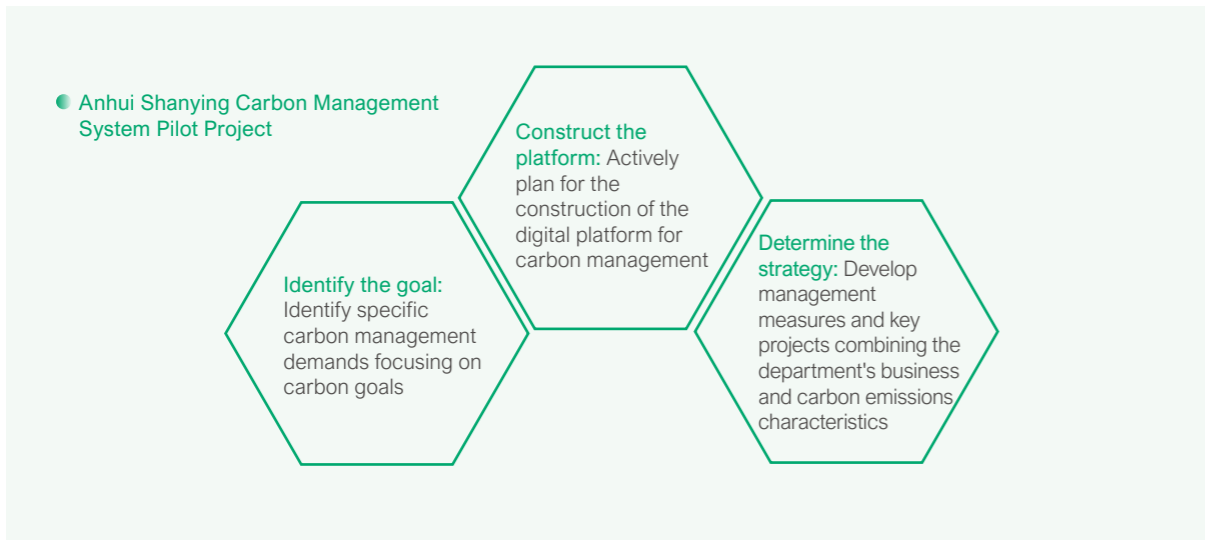 Anhui Shanying Carbon Management
System Pilot Project
Identify the goal:
Identify specific
carbon management
demands focusing on
carbon goals
Construct the
platform: Actively
plan for the
construction of the
digital platform for
carbon management
Determine the
strategy: Develop
management
measures and key
projects combining the
department's business
and carbon emissions
characteristics